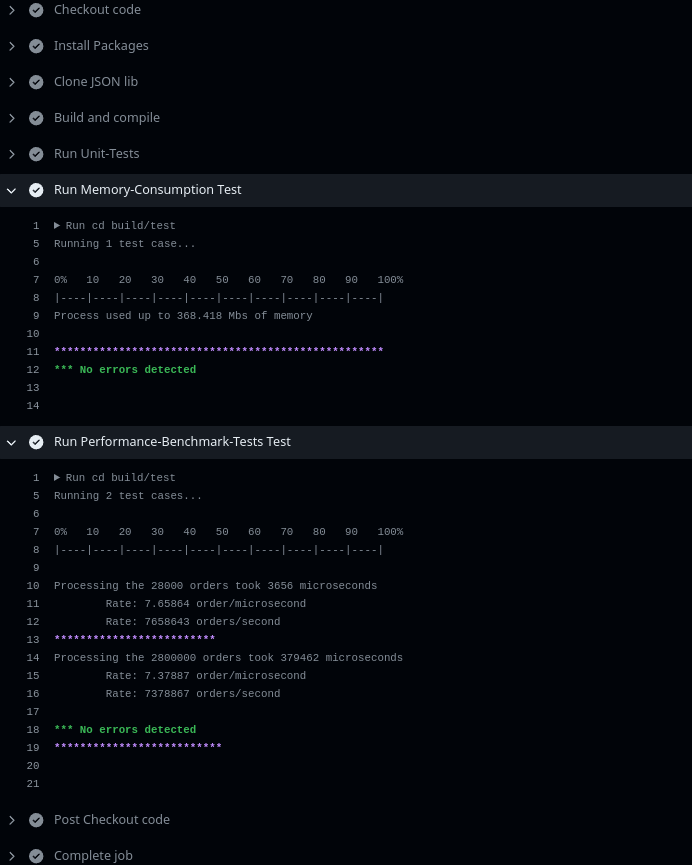 Checkout code
Install Packages
Clone JSON lib
Build and compile
Run Unit-Tests
Run Memory-Consumption Test
1 Run cd build/test
5 Running 1 test case...
6
7 0% 10 20 30 40 50 60 70 80 90 100%
8 |----|----|----|----|----|----|----|----|----|----|
9 Process used up to 368.418 Mbs of memory
10
11 ***************************************************
12 *** No errors detected
13
14
Run Performance-Benchmark-Tests Test
1 Run cd build/test
5 Running 2 test cases...
6
7 0% 10 20 30 40 50 60 70 80 90 100%
8 |----|----|----|----|----|----|----|----|----|----|
9
10 Processing the 28000 orders took 3656 microseconds
11 Rate: 7.65864 order/microsecond
12 Rate: 7658643 orders/second
13 *************************
14 Processing the 2800000 orders took 379462 microseconds
15 Rate: 7.37887 order/microsecond
16 Rate: 7378867 orders/second
17
18 *** No errors detected
19 **************************
20
21
Post Checkout code
Complete job